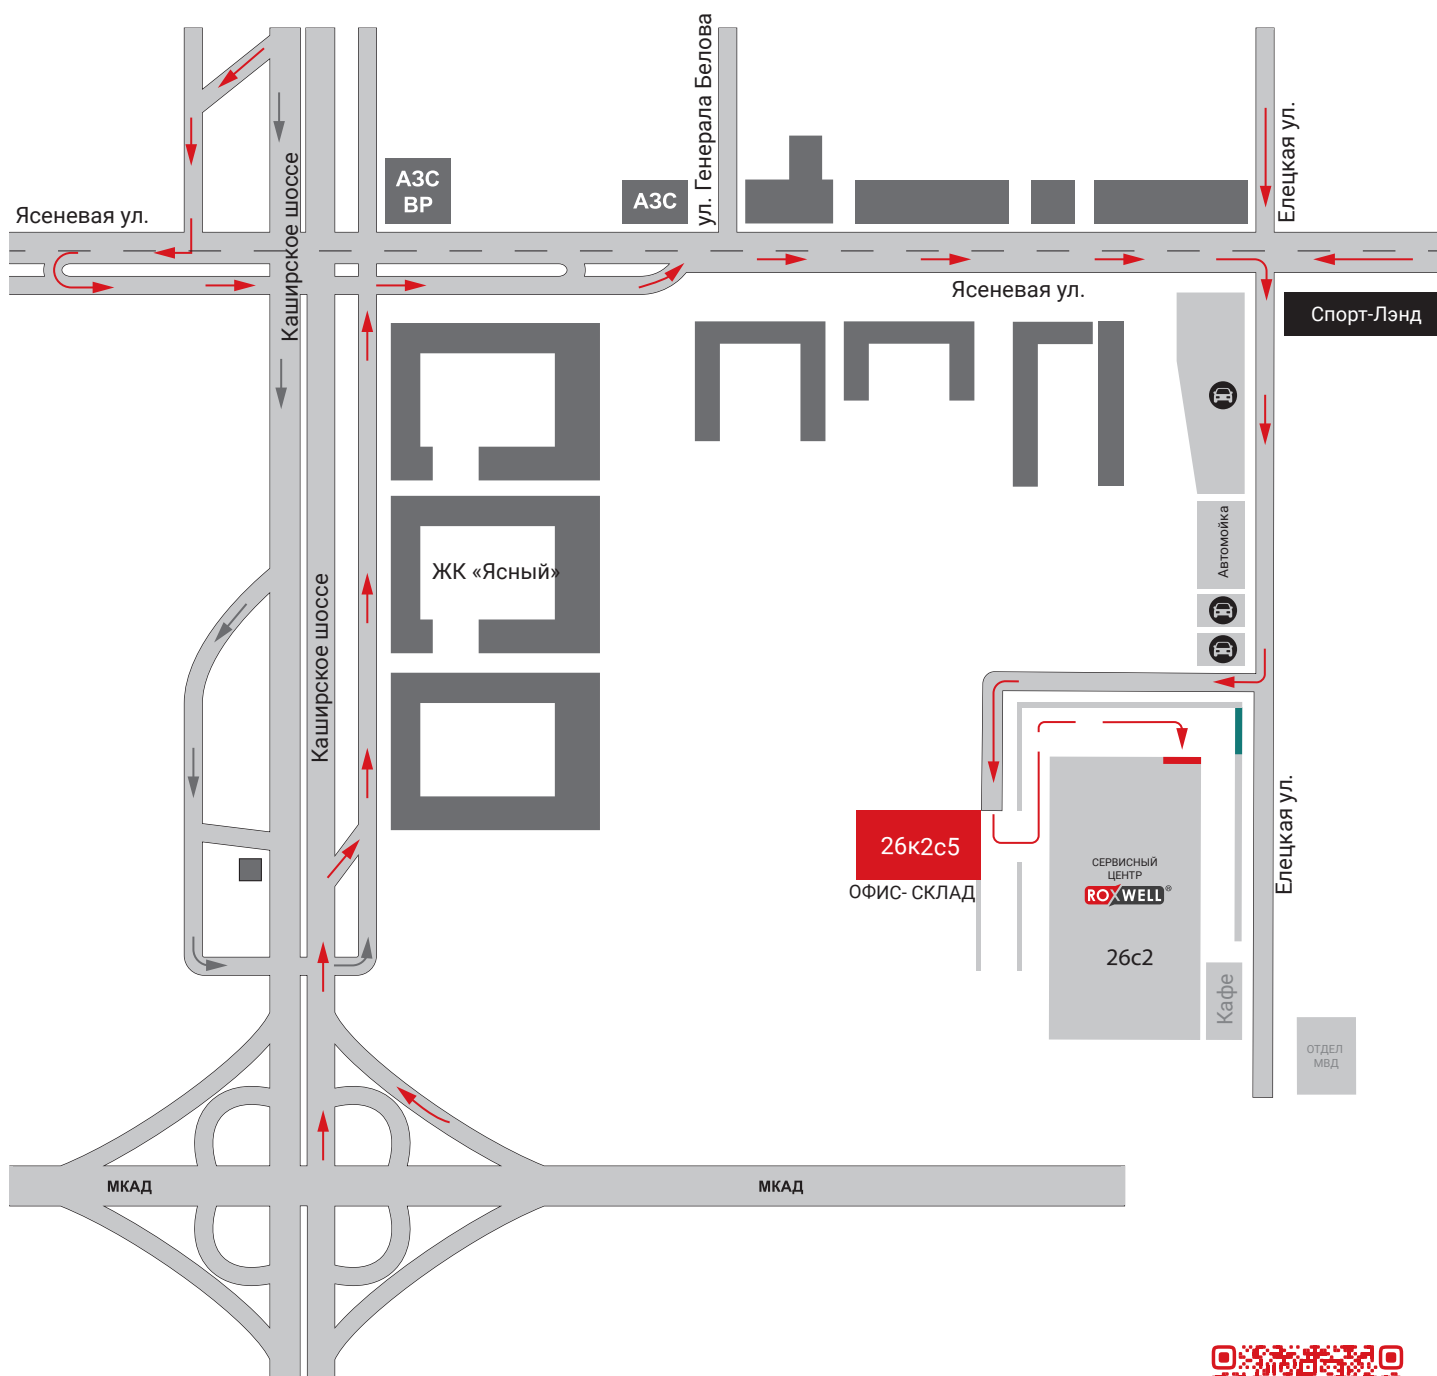 ул. Генерала Белова
Елецкая ул.
Каширское шоссе
АЗС
ВР
АЗС
Ясеневая ул.
Ясеневая ул.
Спорт-Лэнд
Автомойка
ЖК «Ясный»
Каширское шоссе
26к2с5
ОФИС- СКЛАД
СЕРВИСНЫЙ
ЦЕНТР
ROXWELL®
26с2
Елецкая ул.
Кафе
ОТДЕЛ
МВД
МКАД
МКАД